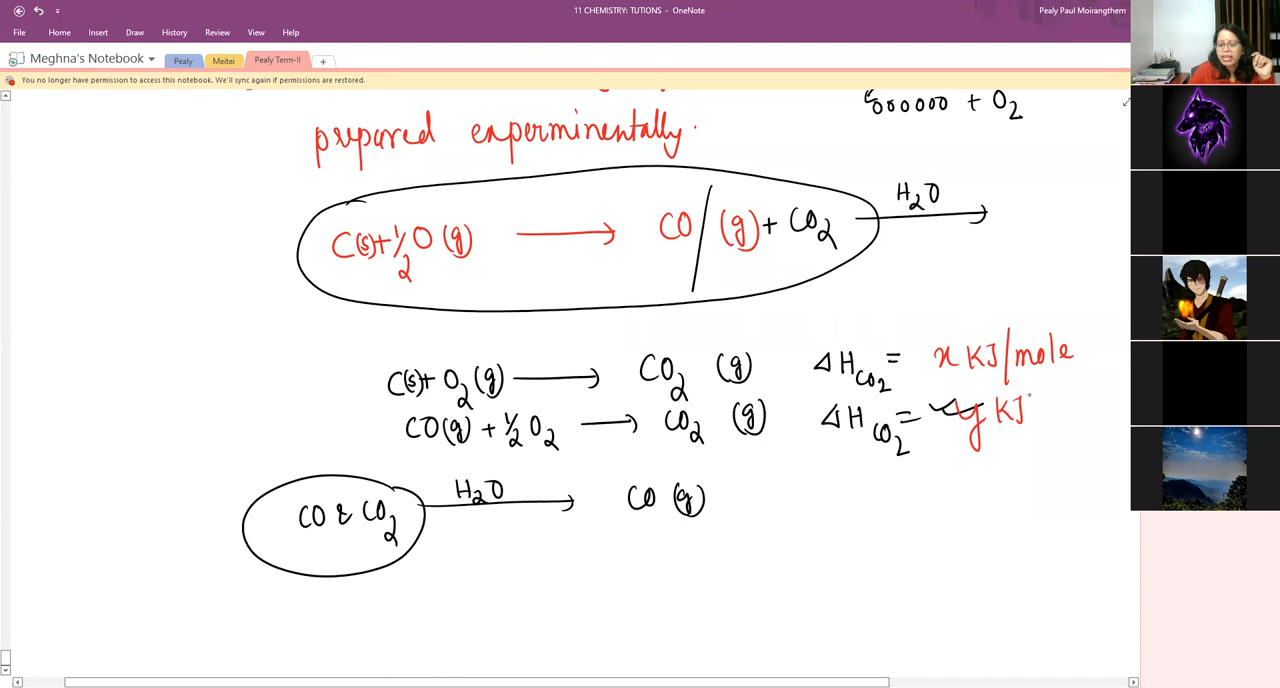 11 CHEMISTRY: TUTIONS - OneNote
Pealy Paul Moirangthem
File Home Insert Draw History Review View Help
Meghna's Notebook Pealy Meitei Pealy Term-II +
You no longer have permission to access this notebook. We'll sync again if permissions are restored.
+ O₂
prepared experminentally.
C(s)+ ½ O (g) ⟶ CO / (g) + CO₂ H₂O ⟶
C(s)+ O₂ (g) ⟶ CO₂ (g) ΔH CO₂ = x KJ/mole
CO(g) + ½ O₂ ⟶ CO₂ (g) ΔH CO₂ = y KJ
CO & CO₂ H₂O ⟶ CO (g)